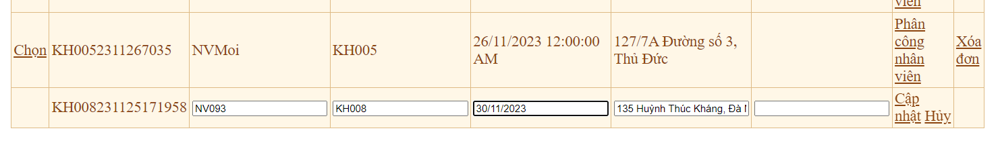 viên
Chọn KH0052311267035 NVMoi KH005 26/11/2023 12:00:00 AM 127/7A Đường số 3, Thủ Đức Phân công nhân viên Xóa đơn
KH008231125171958 NV093 KH008 30/11/2023 135 Huỳnh Thúc Kháng, Đà Cập nhật Hủy